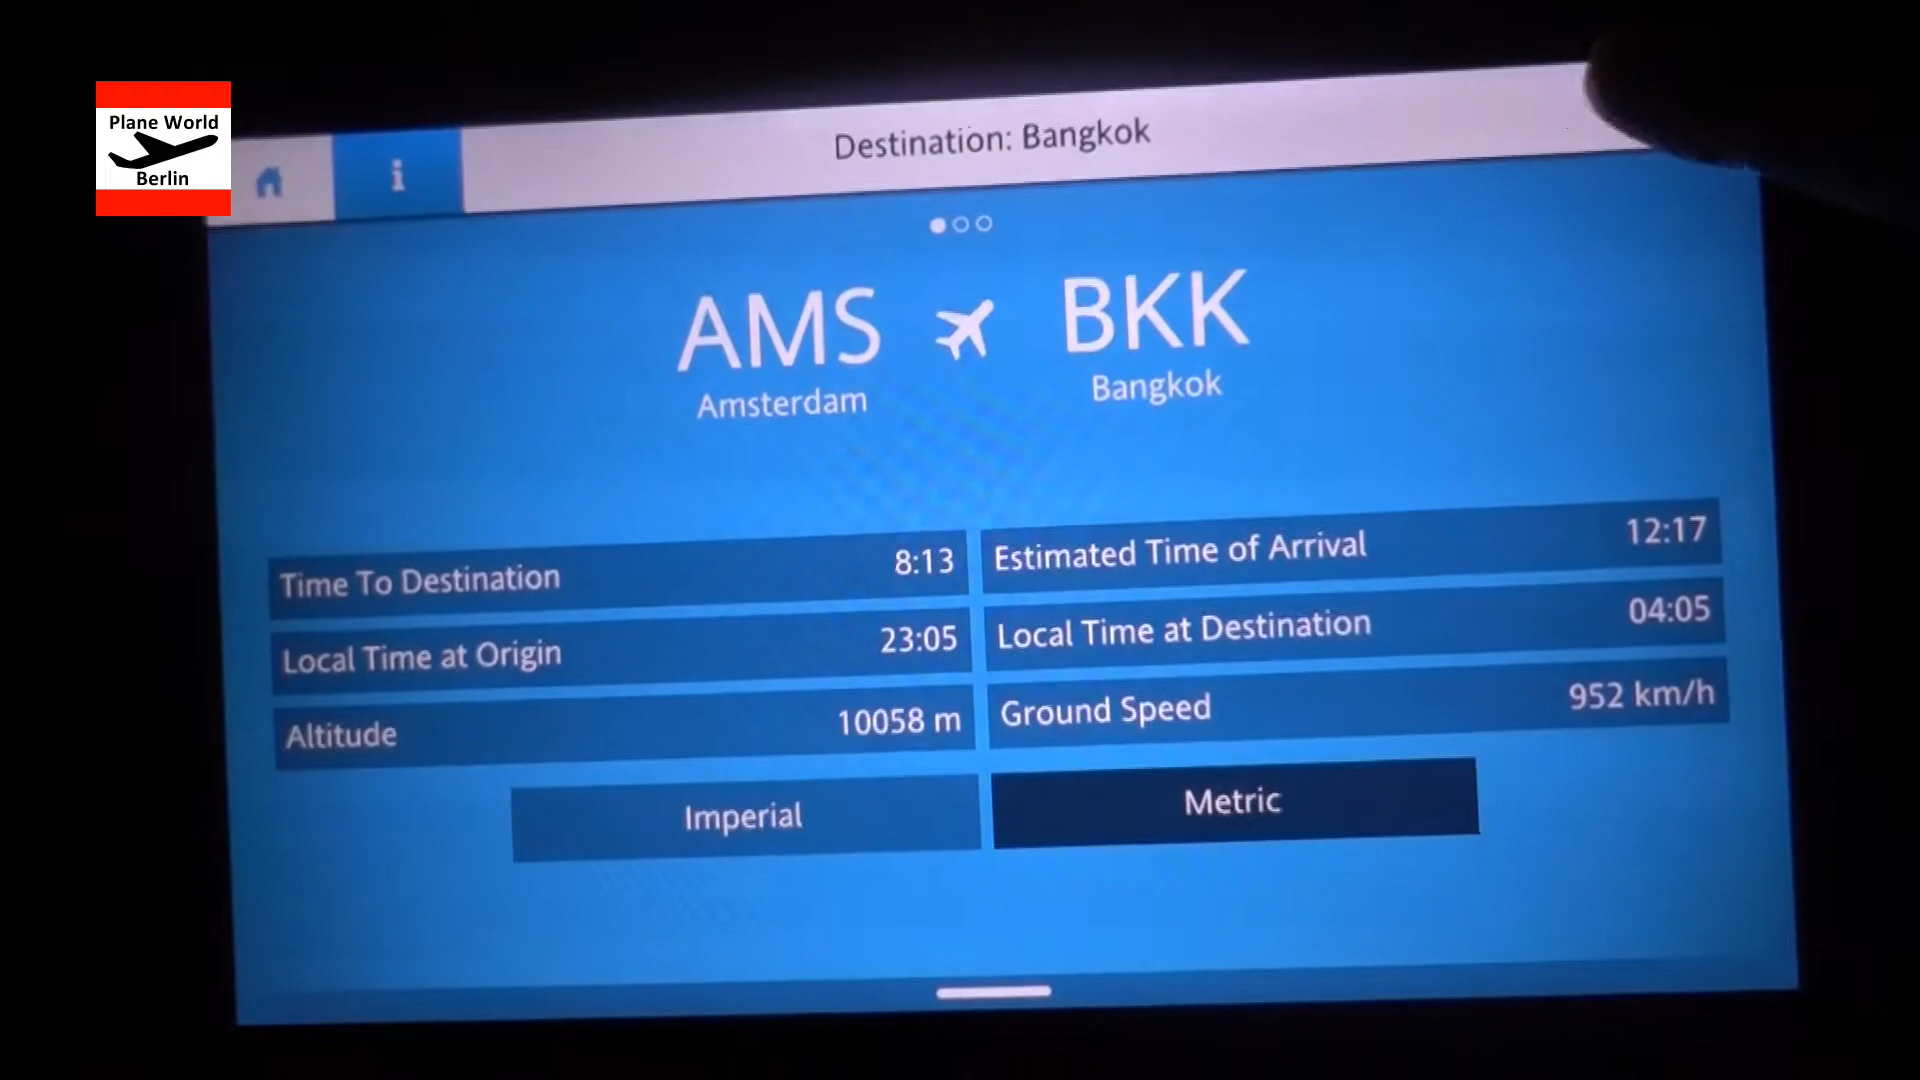 Plane World
Berlin
i
Destination: Bangkok
AMS BKK
Amsterdam Bangkok
Time To Destination 8:13 Estimated Time of Arrival 12:17
Local Time at Origin 23:05 Local Time at Destination 04:05
Altitude 10058 m Ground Speed 952 km/h
Imperial Metric